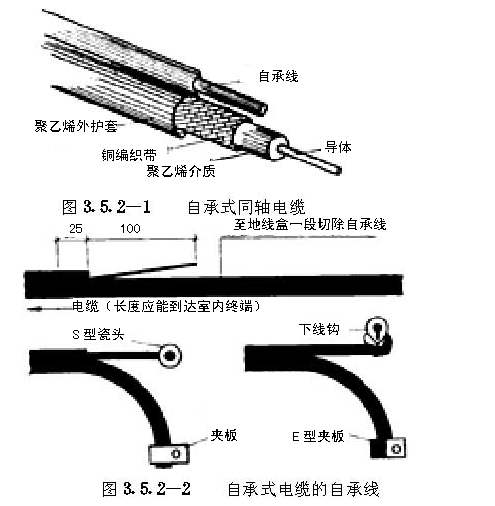 自承线
聚乙烯外护套
铜编织带
聚乙烯介质
导体
图 3.5.2—1 自承式同轴电缆
至地线盒一段切除自承线
25 100
电缆（长度应能到达室内终端）
S型瓷头
下线钩
夹板
E型夹板
图 3.5.2—2 自承式电缆的自承线